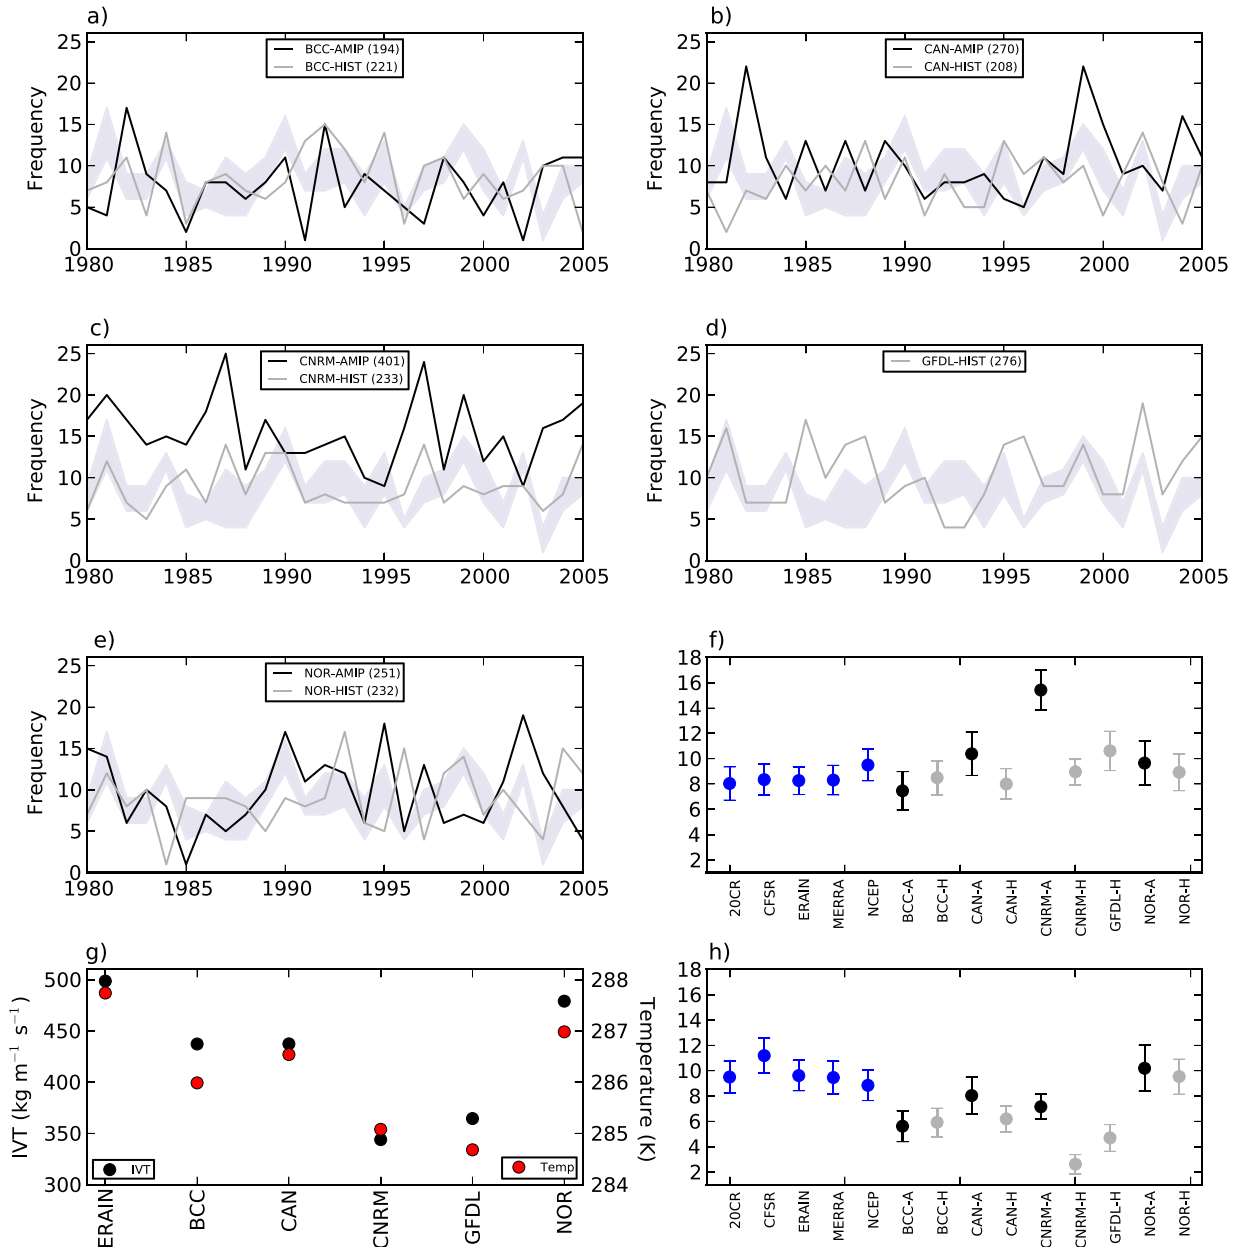 a)
25
20
15
10
5
0
Frequency
BCC-AMIP (194)
BCC-HIST (221)
1980 1985 1990 1995 2000 2005
b)
25
20
15
10
5
0
Frequency
CAN-AMIP (270)
CAN-HIST (208)
1980 1985 1990 1995 2000 2005
c)
25
20
15
10
5
0
Frequency
CNRM-AMIP (401)
CNRM-HIST (233)
1980 1985 1990 1995 2000 2005
d)
25
20
15
10
5
0
Frequency
GFDL-HIST (276)
1980 1985 1990 1995 2000 2005
e)
25
20
15
10
5
0
Frequency
NOR-AMIP (251)
NOR-HIST (232)
1980 1985 1990 1995 2000 2005
f)
18
16
14
12
10
8
6
4
2
20CR CFSR ERAIN MERRA NCEP BCC-A BCC-H CAN-A CAN-H CNRM-A CNRM-H GFDL-H NOR-A NOR-H
g)
500
450
400
350
300
IVT (kg m⁻¹ s⁻¹)
288
287
286
285
284
Temperature (K)
IVT
Temp
ERAIN BCC CAN CNRM GFDL NOR
h)
18
16
14
12
10
8
6
4
2
20CR CFSR ERAIN MERRA NCEP BCC-A BCC-H CAN-A CAN-H CNRM-A CNRM-H GFDL-H NOR-A NOR-H